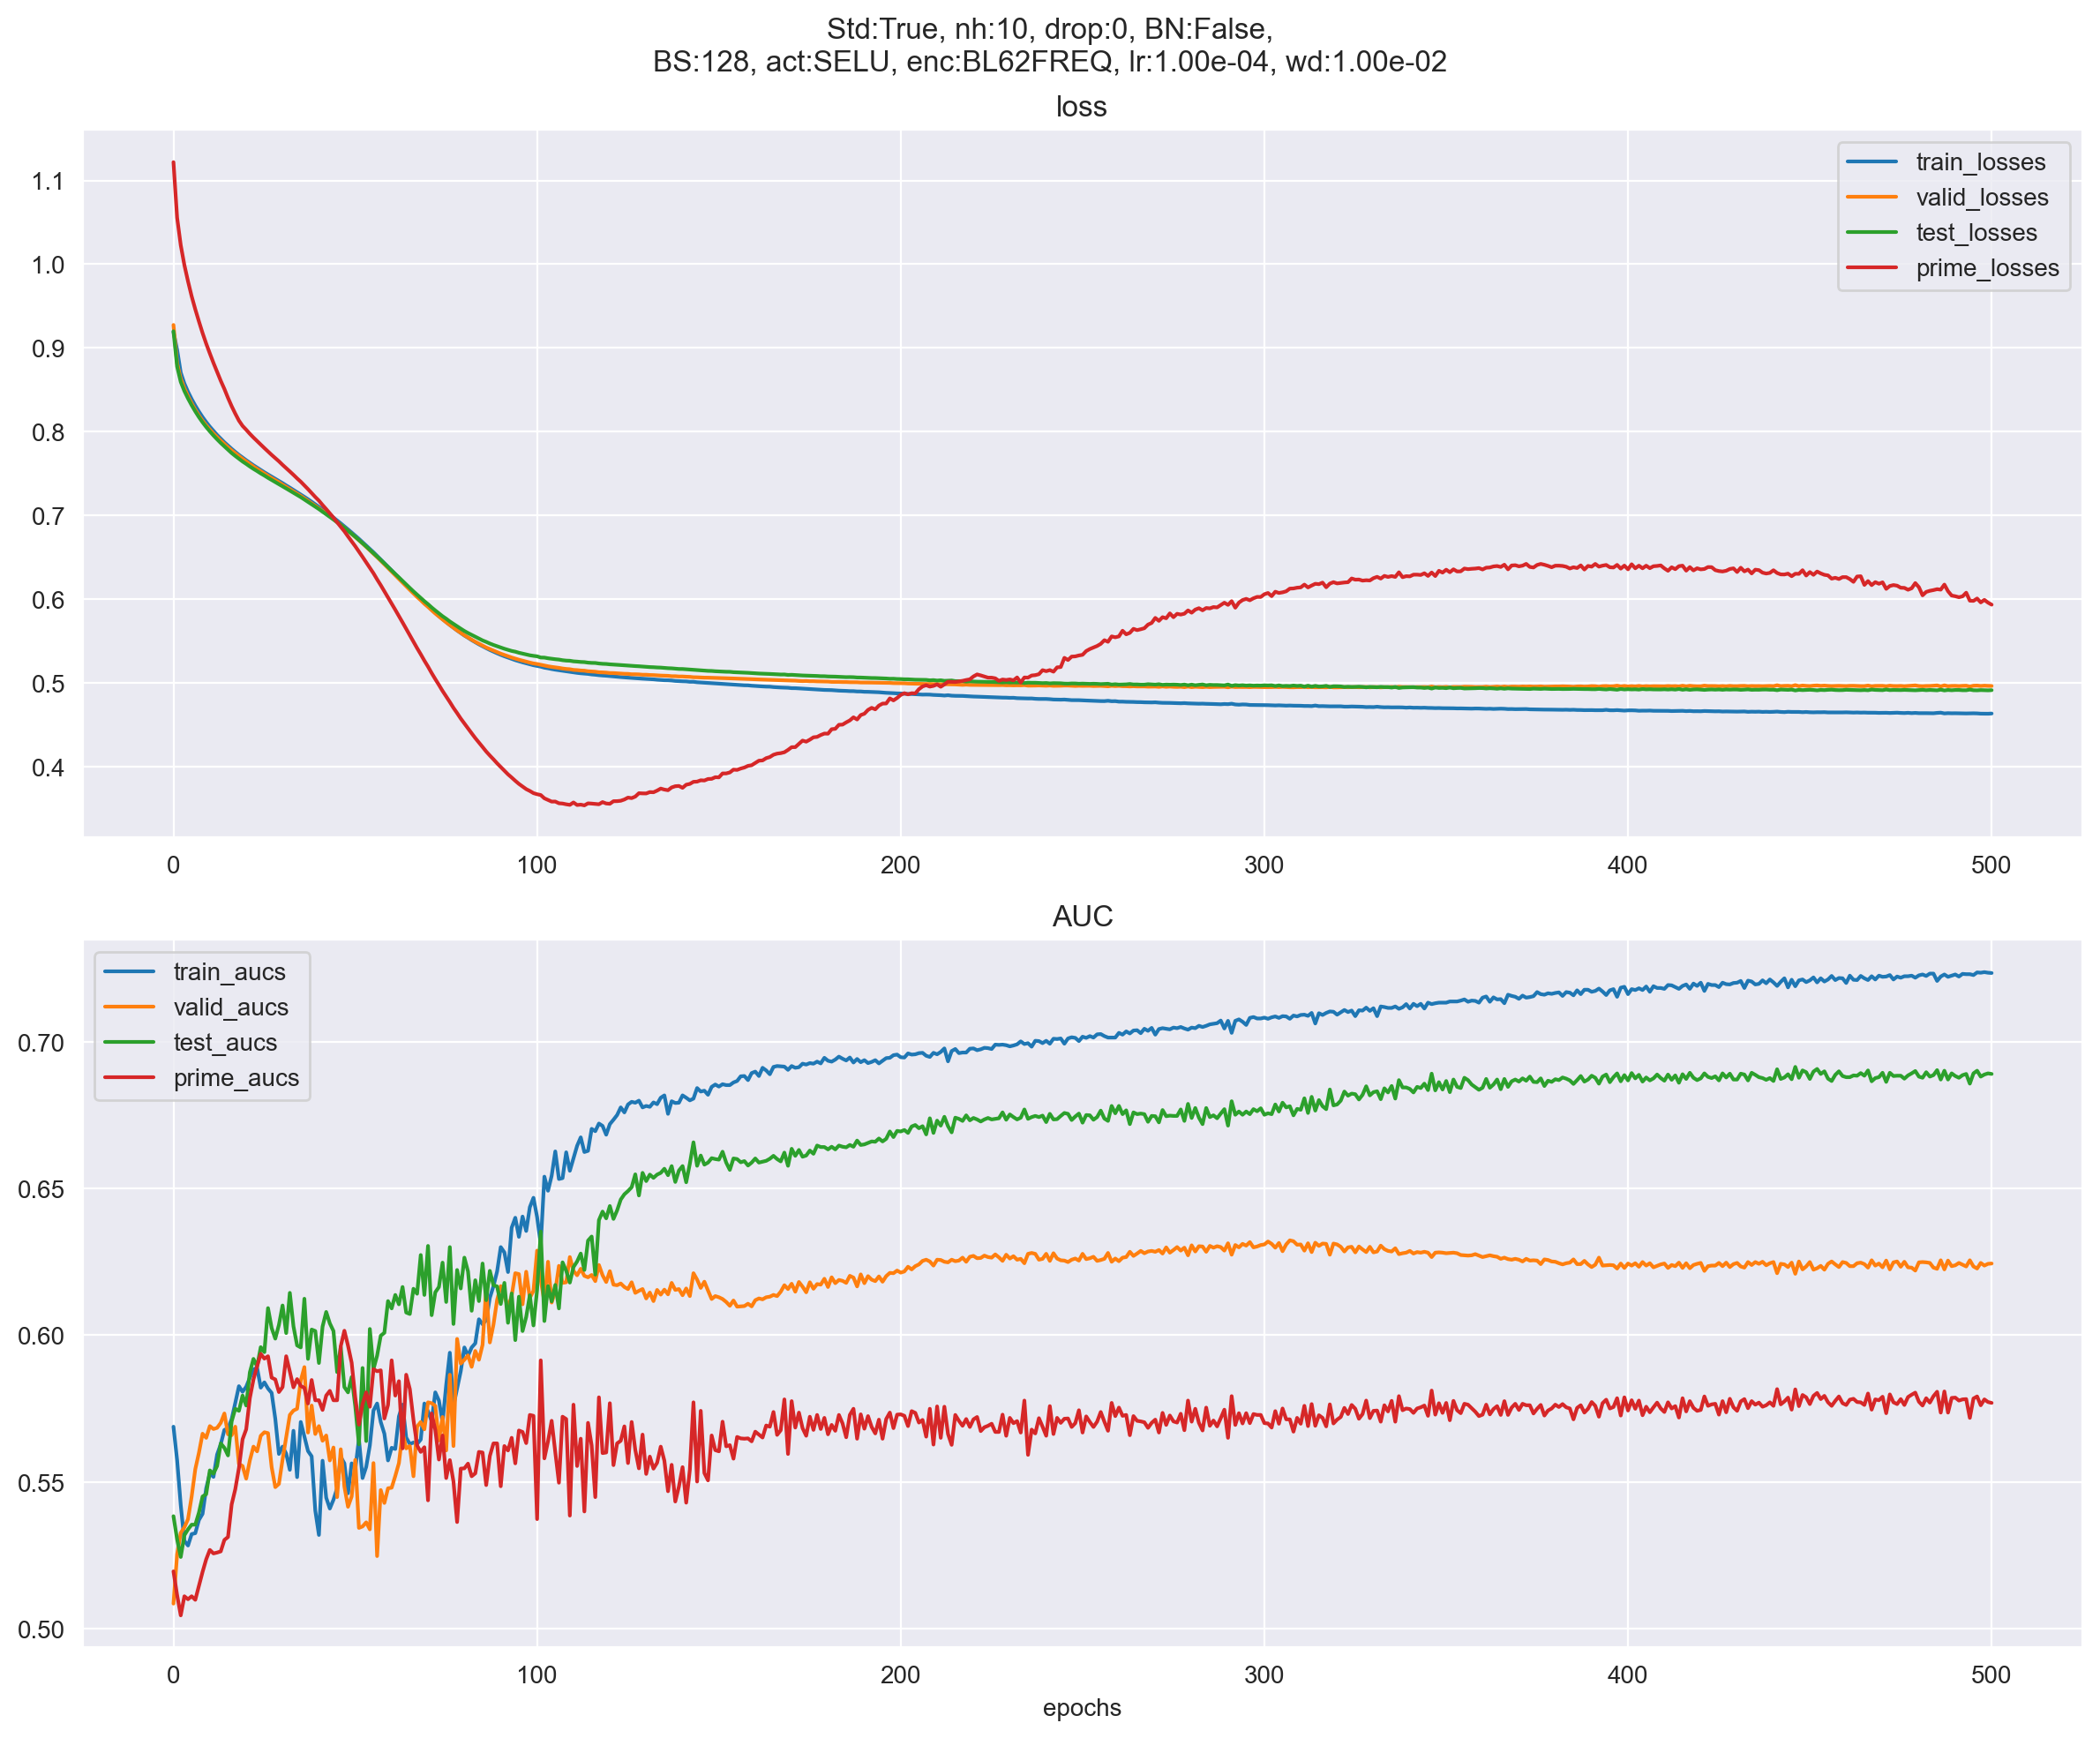 Std:True, nh:10, drop:0, BN:False,
BS:128, act:SELU, enc:BL62FREQ, lr:1.00e-04, wd:1.00e-02
loss
1.1
1.0
0.9
0.8
0.7
0.6
0.5
0.4
train_losses
valid_losses
test_losses
prime_losses
0 100 200 300 400 500
AUC
train_aucs
valid_aucs
test_aucs
prime_aucs
0.70
0.65
0.60
0.55
0.50
0 100 200 300 400 500
epochs